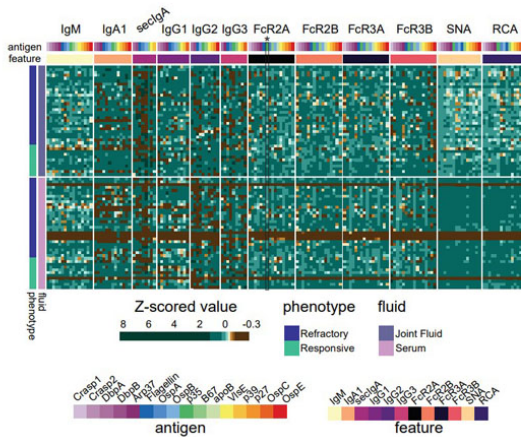 IgM IgA1 secIgA IgG1 IgG2 IgG3 FcR2A FcR2B FcR3A FcR3B SNA RCA
antigen
*
feature
phenotype fluid
Z-scored value phenotype fluid
8 6 4 2 0 -0.3
Refractory Joint Fluid
Responsive Serum
Crasp1 Crasp2 DbpA DbpB Arp37 Flagellin OspA OspB p35 B67 apoB VlsE p39 p27 OspC OspE
antigen
IgM IgA1 SecIgA IgG1 IgG2 IgG3 FcR2A FcR2B FcR3A FcR3B SNA RCA
feature